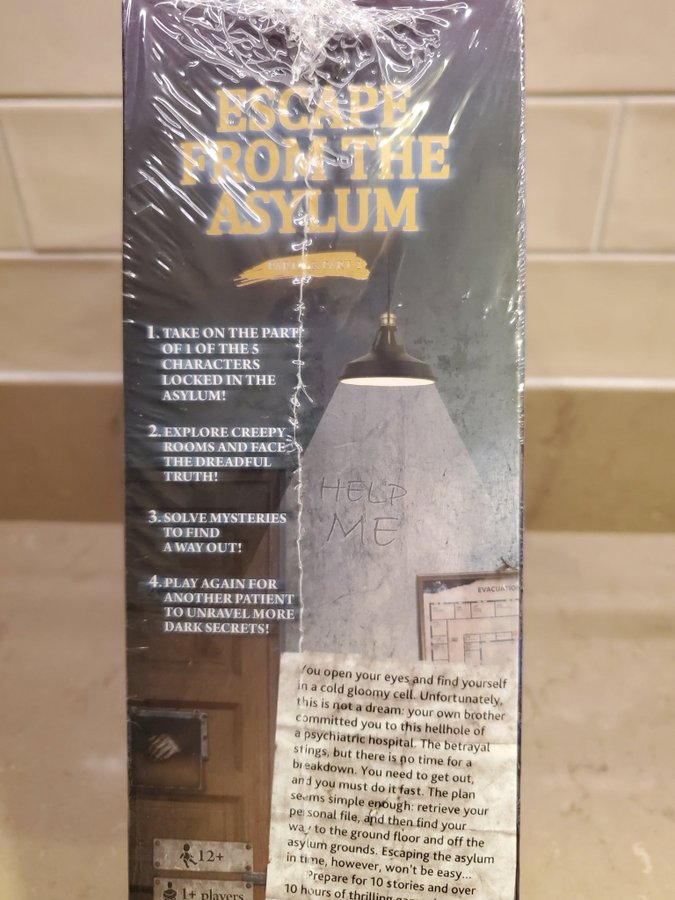 ESCAPE
FROM THE
ASYLUM
1. TAKE ON THE PART
OF 1 OF THE 5
CHARACTERS
LOCKED IN THE
ASYLUM!
2. EXPLORE CREEPY
ROOMS AND FACE
THE DREADFUL
TRUTH!
3. SOLVE MYSTERIES
TO FIND
A WAY OUT!
4. PLAY AGAIN FOR
ANOTHER PATIENT
TO UNRAVEL MORE
DARK SECRETS!
HELP
ME
EVACUATION
You open your eyes and find yourself
in a cold gloomy cell. Unfortunately,
this is not a dream: your own brother
committed you to this hellhole of
a psychiatric hospital. The betrayal
stings, but there is no time for a
breakdown. You need to get out,
and you must do it fast. The plan
seems simple enough: retrieve your
personal file, and then find your
way to the ground floor and off the
asylum grounds. Escaping the asylum
in time, however, won't be easy...
Prepare for 10 stories and over
10 hours of thrilling
12+
1+ players